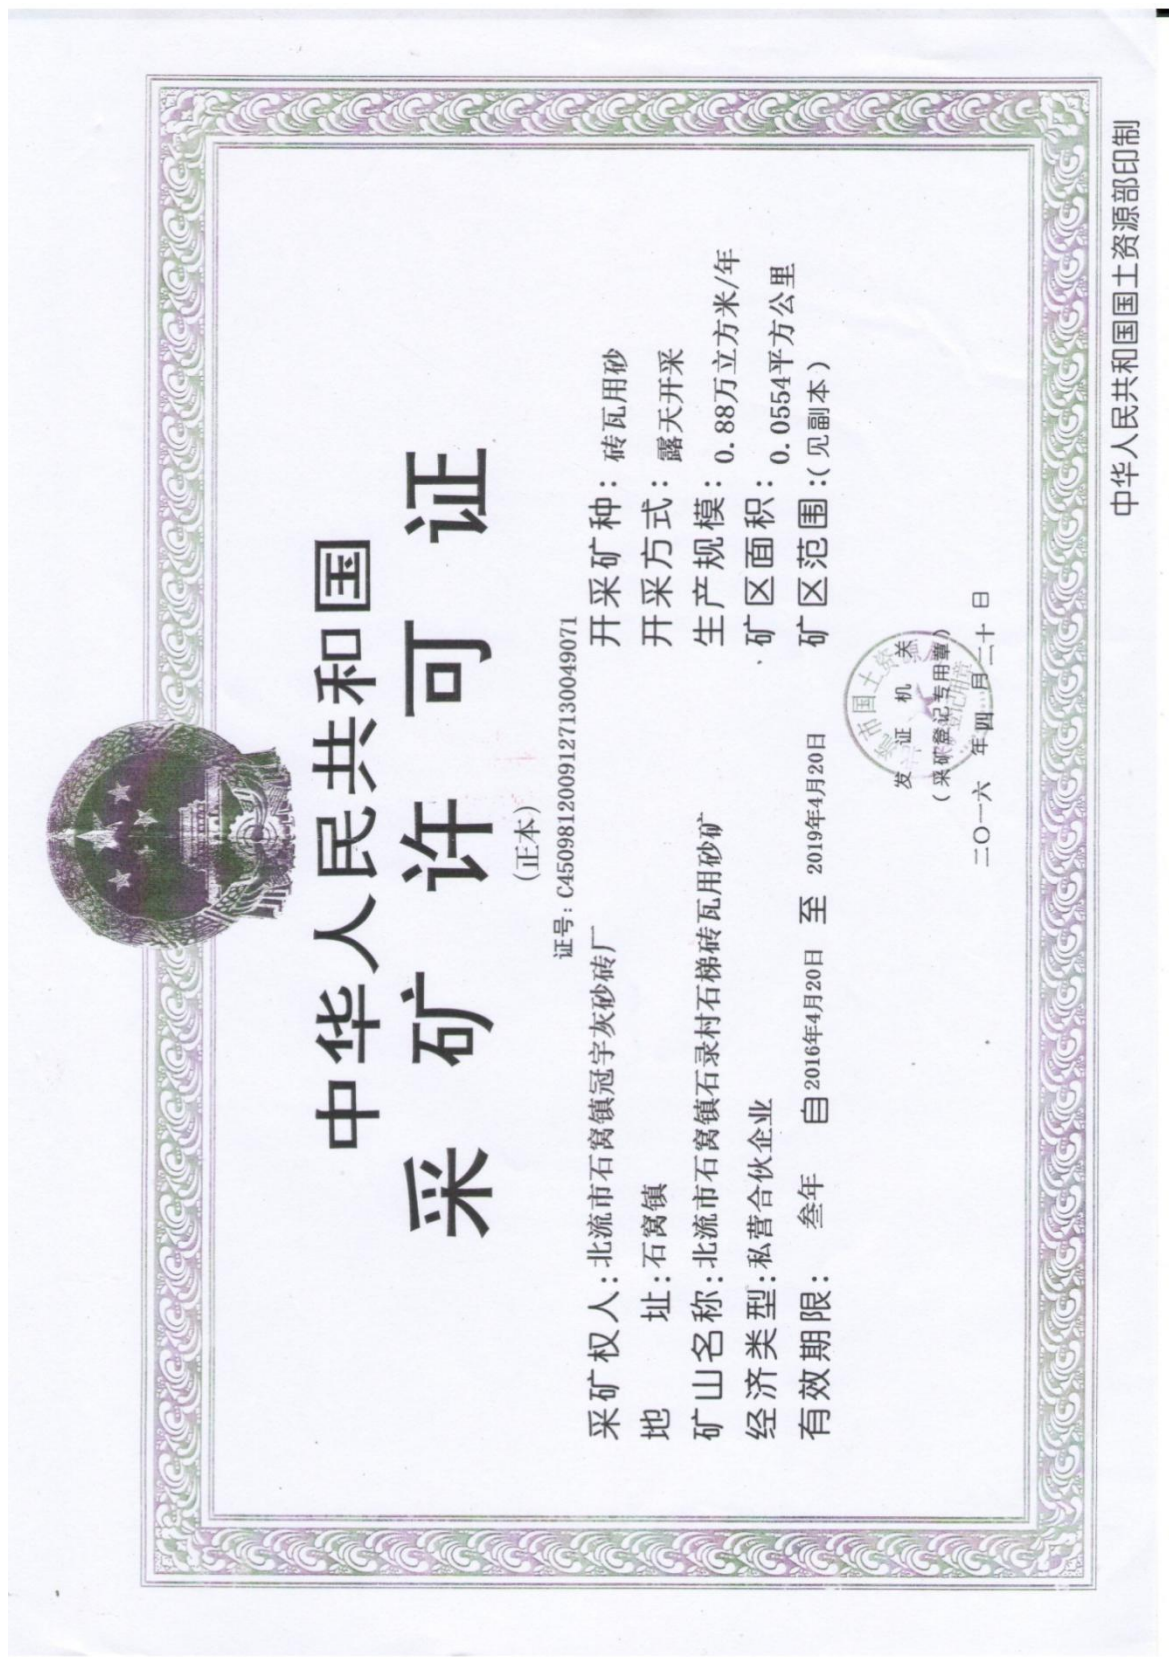 中华人民共和国
采矿许可证
(正本)
证号: C4509812009127130049071
采矿权人: 北流市石窝镇冠宇灰砂砖厂
地址: 石窝镇
矿山名称: 北流市石窝镇石录村石梯砖瓦用砂矿
经济类型: 私营合伙企业
有效期限: 叁年 自2016年4月20日 至 2019年4月20日
开采矿种: 砖瓦用砂
开采方式: 露天开采
生产规模: 0.88万立方米/年
矿区面积: 0.0554平方公里
矿区范围:(见副本)
发证机关
(采矿登记专用章)
二〇一六年四月二十日
流市国土资
中华人民共和国国土资源部印制